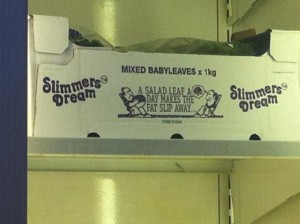 MIXED BABYLEAVES x 1kg
Slimmers
Dream
A SALAD LEAF A
DAY MAKES THE
FAT SLIP AWAY...
Slimmers
Dream